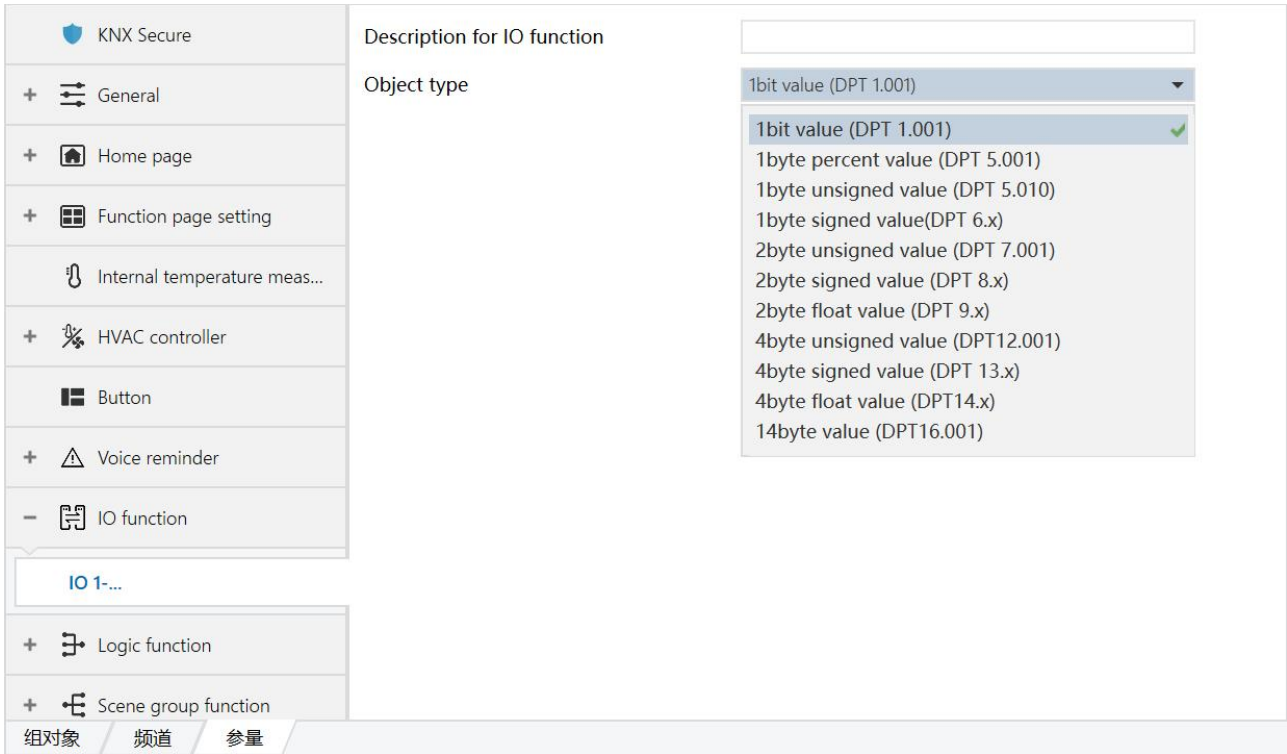 KNX Secure
General
Home page
Function page setting
Internal temperature meas...
HVAC controller
Button
Voice reminder
IO function
IO 1-...
Logic function
Scene group function
Description for IO function
Object type
1bit value (DPT 1.001)
1bit value (DPT 1.001)
1byte percent value (DPT 5.001)
1byte unsigned value (DPT 5.010)
1byte signed value(DPT 6.x)
2byte unsigned value (DPT 7.001)
2byte signed value (DPT 8.x)
2byte float value (DPT 9.x)
4byte unsigned value (DPT12.001)
4byte signed value (DPT 13.x)
4byte float value (DPT14.x)
14byte value (DPT16.001)
组对象 频道 参量